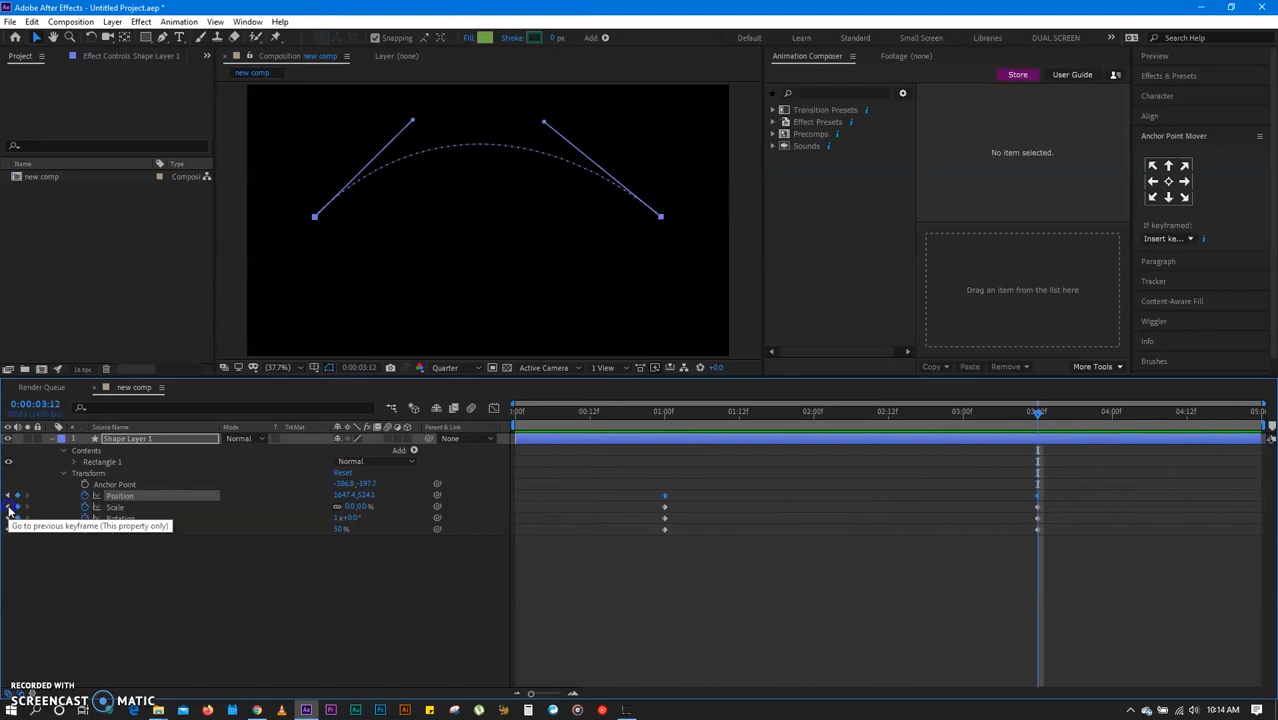 Adobe After Effects - Untitled Project.aep *
File Edit Composition Layer Effect Animation View Window Help
Snapping Fill: Stroke: 0 px Add: Default Learn Standard Small Screen Libraries DUAL SCREEN Search Help
Project Effect Controls Shape Layer 1 Composition new comp Layer (none) Animation Composer Footage (none) Preview
new comp
Store User Guide Effects & Presets
Character
Transition Presets
Effect Presets
Precomps
Sounds
No item selected.
Align
Anchor Point Mover
Name Type
new comp Composi
If keyframed:
Insert ke...
Paragraph
Tracker
Drag an item from the list here
Content-Aware Fill
Wiggler
Info
Brushes
16 bpc (37.7%) 0:00:03:12 Quarter Active Camera 1 View +0.0
Copy Paste Remove More Tools
Render Queue new comp
0:00:03:12
:00f 00:12f 01:00f 01:12f 02:00f 02:12f 03:00f 04:00f 04:12f 05:0
# Source Name Mode T TrkMat Parent & Link
1 Shape Layer 1 Normal None
Contents Add:
Rectangle 1 Normal
Transform Reset
Anchor Point -386.8,-197.7
Position 1647.4,524.1
Scale 0.0,0.0 %
Rotation 1x+0.0°
50 %
Go to previous keyframe (This property only)
RECORDED WITH
SCREENCAST MATIC
10:14 AM